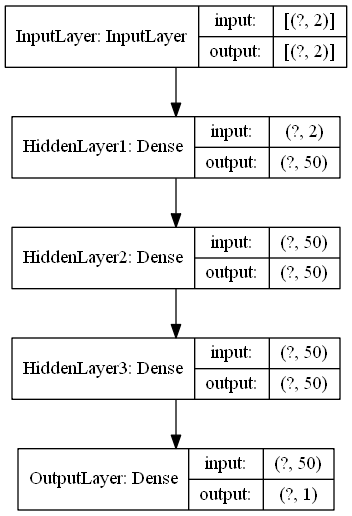 InputLayer: InputLayer
input:
[(?, 2)]
output:
[(?, 2)]
HiddenLayer1: Dense
input:
(?, 2)
output:
(?, 50)
HiddenLayer2: Dense
input:
(?, 50)
output:
(?, 50)
HiddenLayer3: Dense
input:
(?, 50)
output:
(?, 50)
OutputLayer: Dense
input:
(?, 50)
output:
(?, 1)